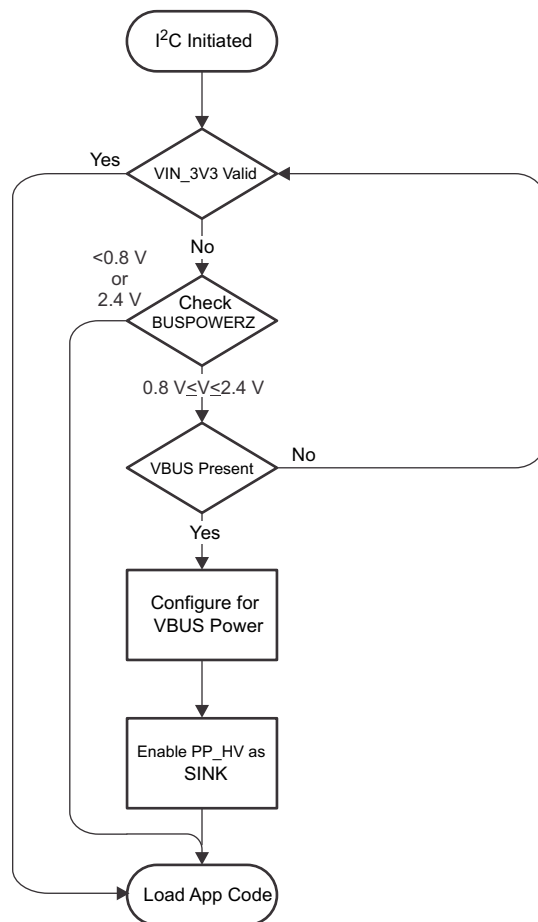 I²C Initiated
Yes
VIN_3V3 Valid
No
<0.8 V
or
2.4 V
Check
BUSPOWERZ
0.8 V≤V≤2.4 V
VBUS Present
No
Yes
Configure for
VBUS Power
Enable PP_HV as
SINK
Load App Code